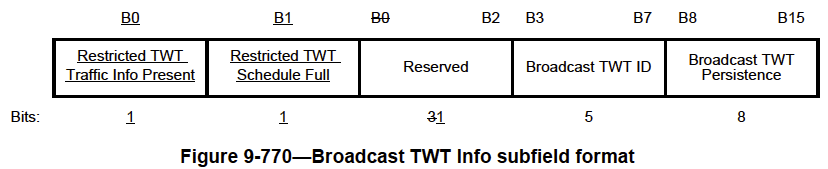 B0 B1 B0 B2 B3 B7 B8 B15
Restricted TWT Traffic Info Present
Restricted TWT Schedule Full
Reserved
Broadcast TWT ID
Broadcast TWT Persistence
Bits: 1 1 31 5 8
Figure 9-770—Broadcast TWT Info subfield format